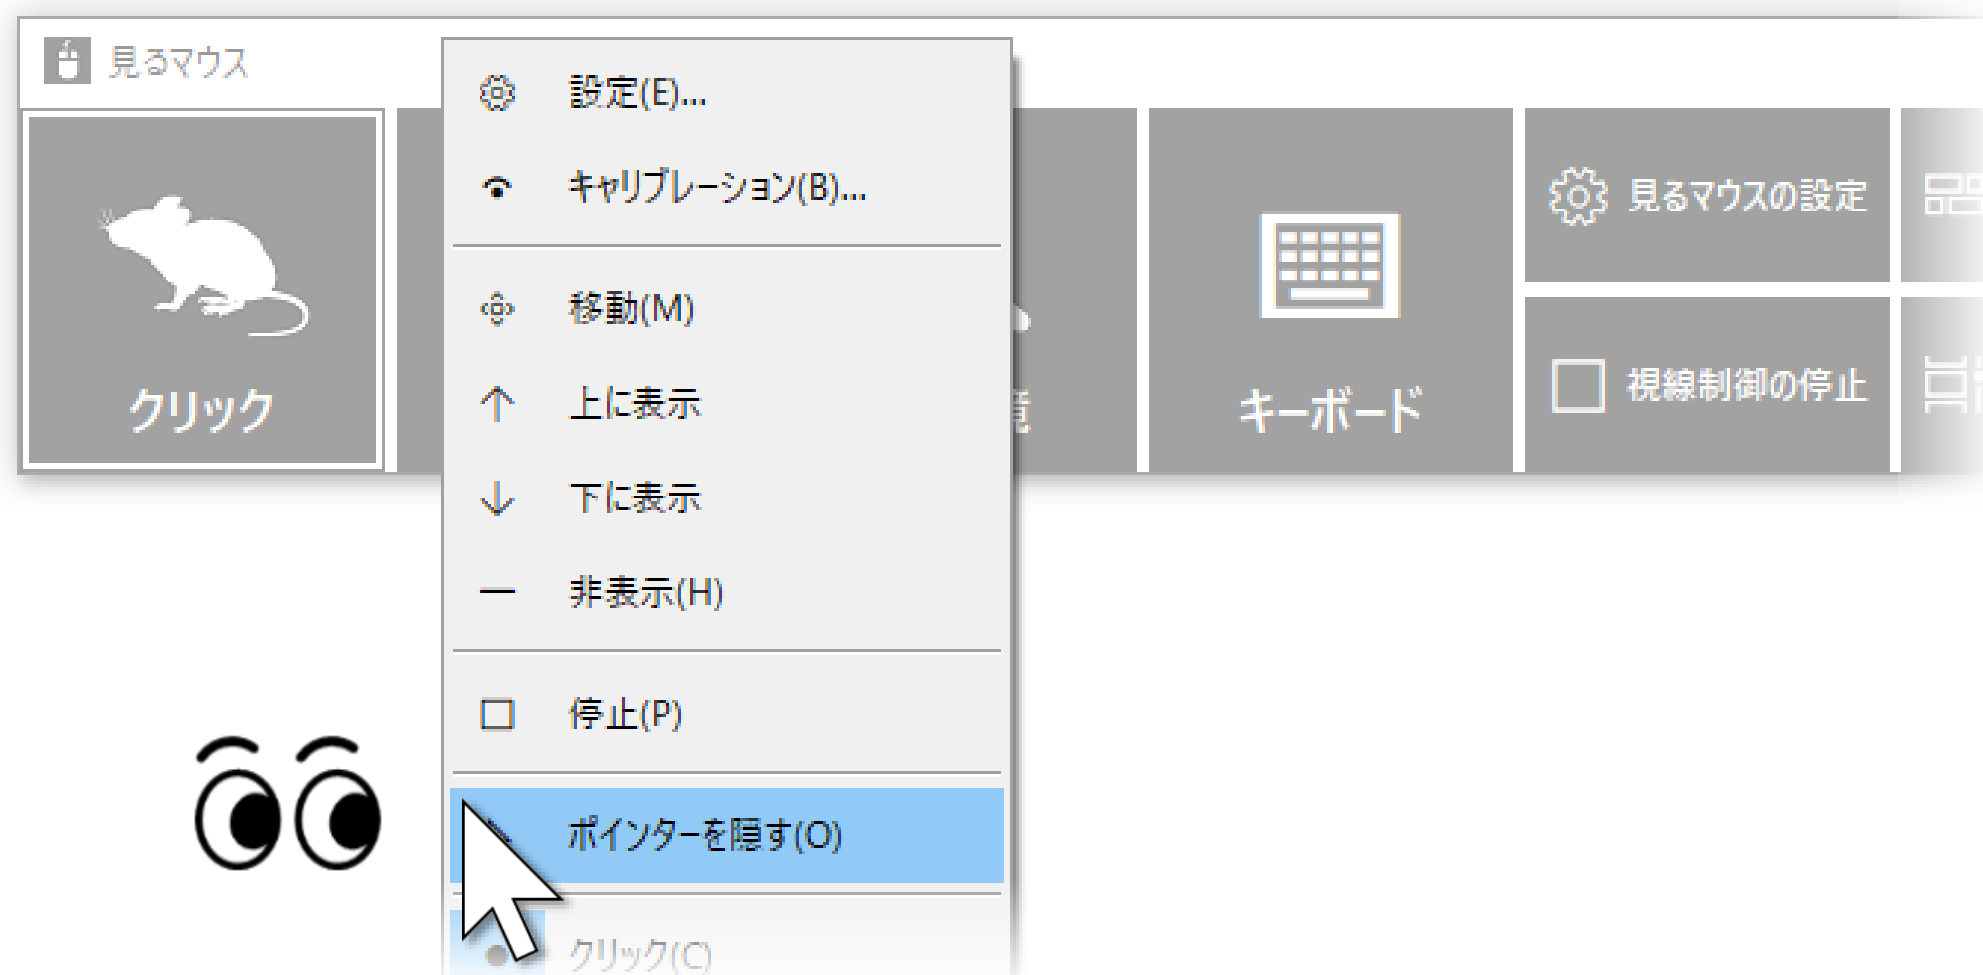 見るマウス
設定(E)...
キャリブレーション(B)...
移動(M)
上に表示
下に表示
非表示(H)
停止(P)
ポインターを隠す(O)
クリック(C)
クリック
キーボード
見るマウスの設定
視線制御の停止